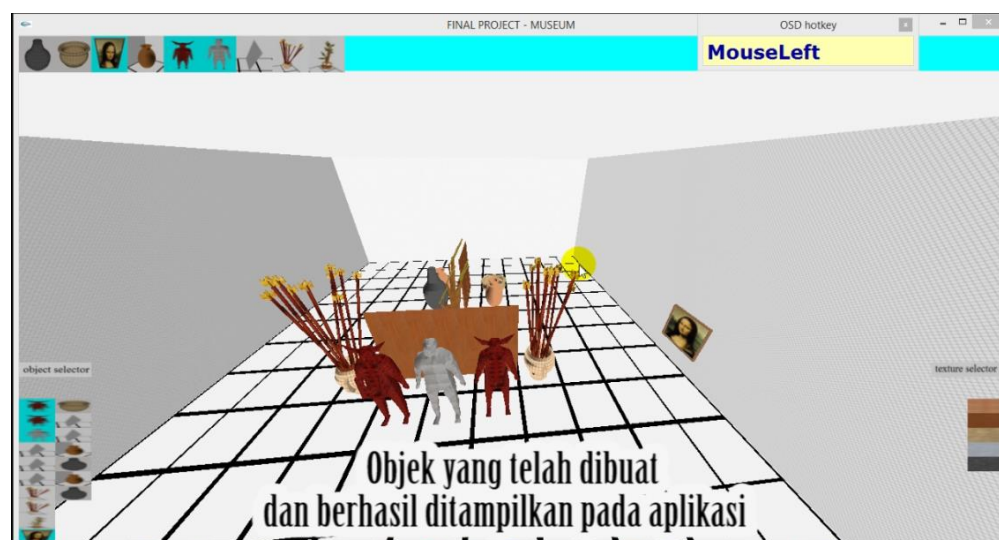 FINAL PROJECT - MUSEUM
OSD hotkey
MouseLeft
object selector
texture selector
Objek yang telah dibuat
dan berhasil ditampilkan pada aplikasi